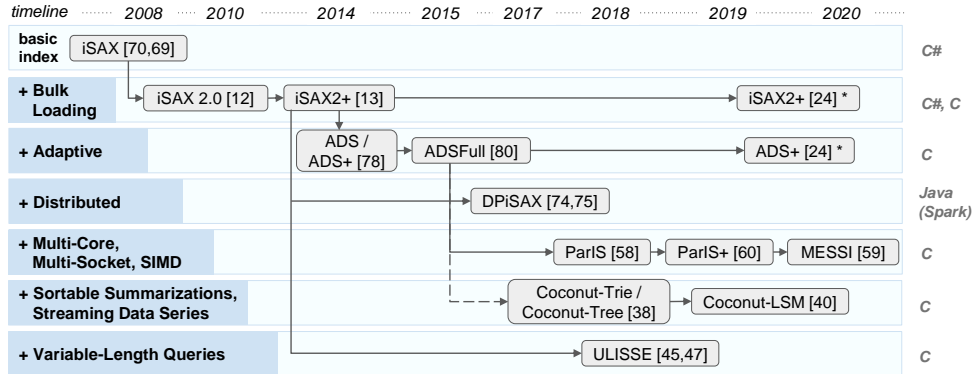 timeline 2008 2010 2014 2015 2017 2018 2019 2020
basic
index
iSAX [70,69]
C#
+ Bulk
Loading
iSAX 2.0 [12]
iSAX2+ [13]
iSAX2+ [24] *
C#, C
+ Adaptive
ADS /
ADS+ [78]
ADSFull [80]
ADS+ [24] *
C
+ Distributed
DPiSAX [74,75]
Java
(Spark)
+ Multi-Core,
Multi-Socket, SIMD
ParIS [58]
ParIS+ [60]
MESSI [59]
C
+ Sortable Summarizations,
Streaming Data Series
Coconut-Trie /
Coconut-Tree [38]
Coconut-LSM [40]
C
+ Variable-Length Queries
ULISSE [45,47]
C